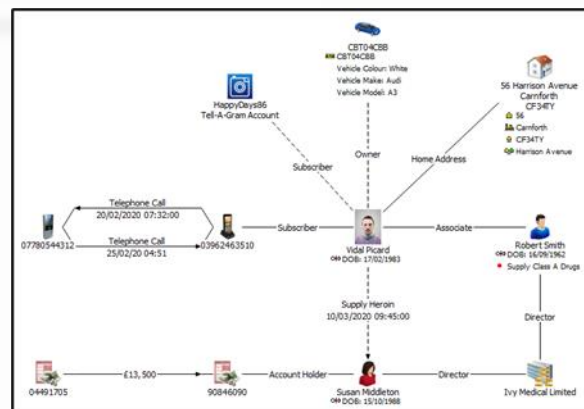 CBT04CBB
CBT04CBB
Vehicle Colour: White
Vehicle Make: Audi
Vehicle Model: A3
HappyDays86
Tell-A-Gram Account
56 Harrison Avenue
Carnforth
CF34TY
56
Carnforth
CF34TY
Harrison Avenue
Subscriber
Owner
Home Address
Telephone Call
20/02/2020 07:32:00
Telephone Call
25/02/20 04:51
07780544312
03962463510
Subscriber
Vidal Picard
DOB: 17/02/1983
Associate
Robert Smith
DOB: 16/09/1962
Supply Class A Drugs
Supply Heroin
10/03/2020 09:45:00
Director
04491705
£13,500
90846090
Account Holder
Susan Middleton
DOB: 15/10/1988
Director
Ivy Medical Limited